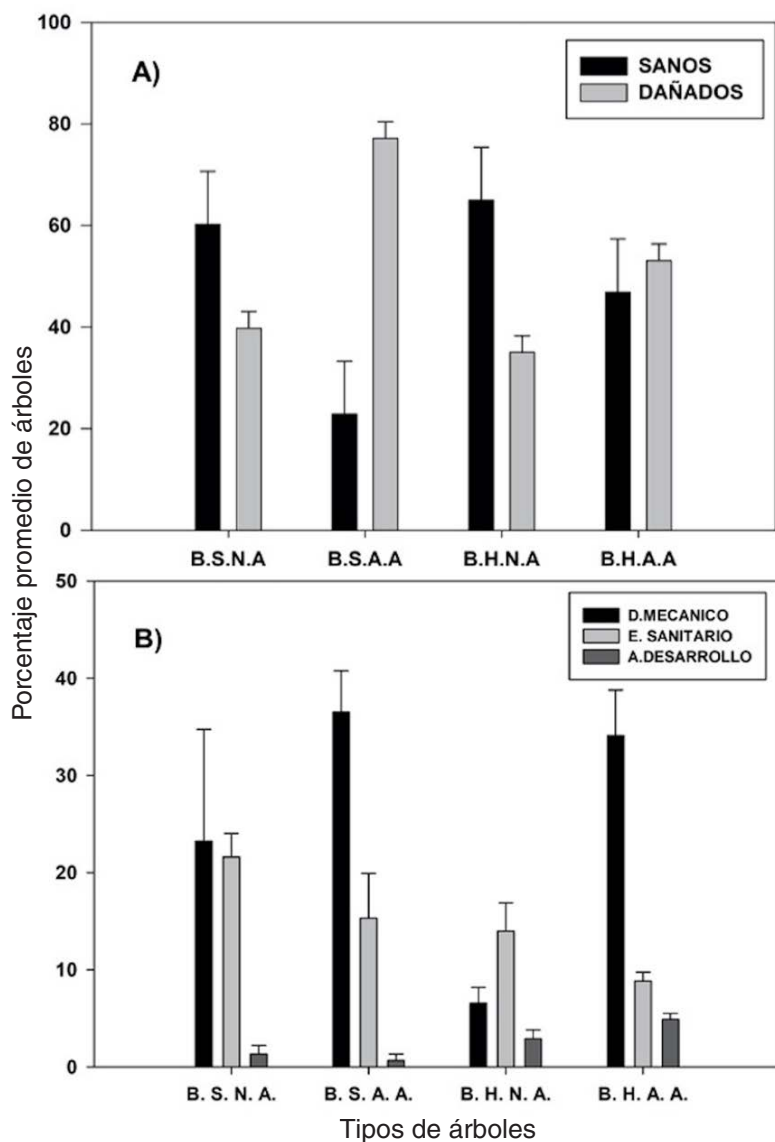 Porcentaje promedio de árboles
A)
SANOS
DAÑADOS
100
80
60
40
20
0
B.S.N.A B.S.A.A B.H.N.A B.H.A.A
B)
D.MECANICO
E. SANITARIO
A.DESARROLLO
50
40
30
20
10
0
B. S. N. A. B. S. A. A. B. H. N. A. B. H. A. A.
Tipos de árboles